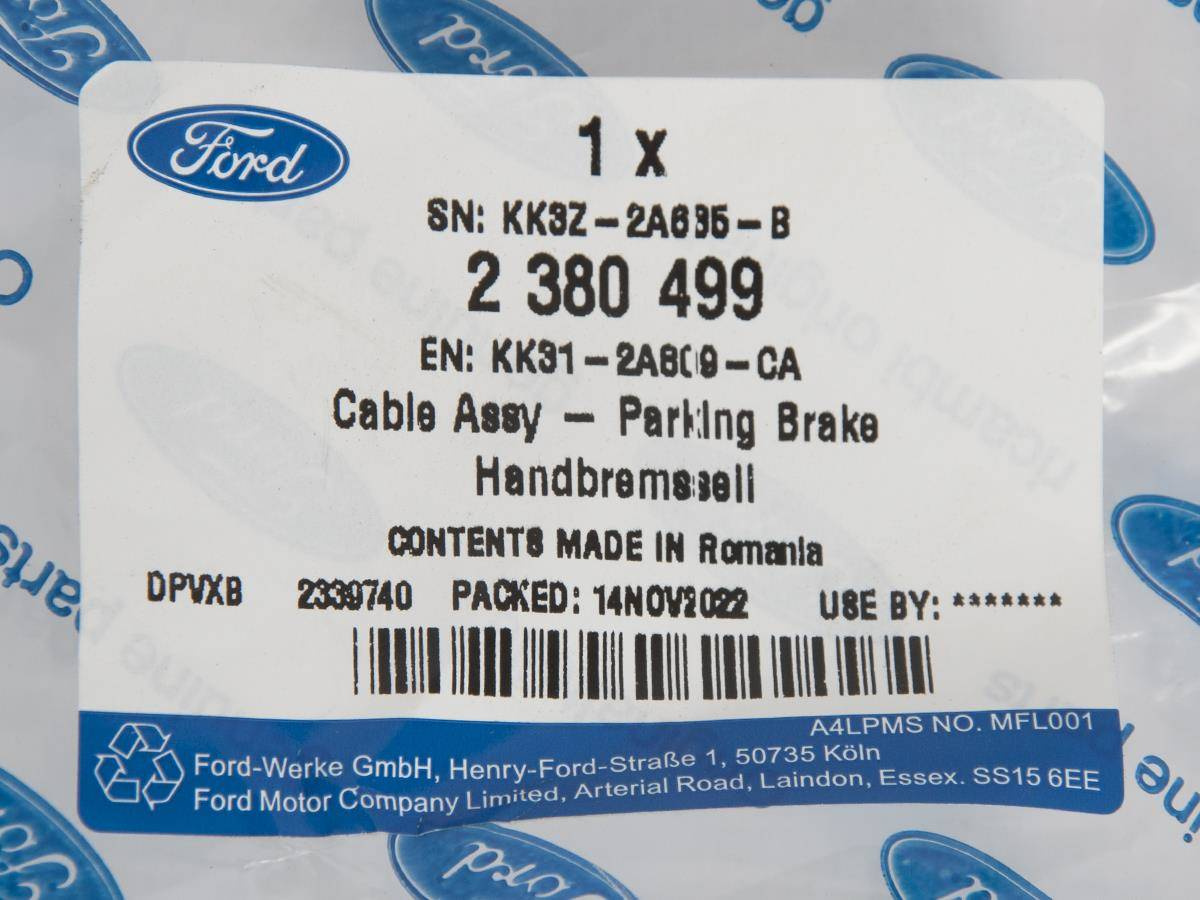 Ford
1 x
SN: KK3Z-2A635-B
2 380 499
EN: KK31-2A809-CA
Cable Assy - Parking Brake
Handbremsseil
CONTENTS MADE IN Romania
DPVXB 2339740 PACKED: 14NOV2022 USE BY: *******
A4LPMS NO. MFL001
Ford-Werke GmbH, Henry-Ford-Straße 1, 50735 Köln
Ford Motor Company Limited, Arterial Road, Laindon, Essex. SS15 6EE